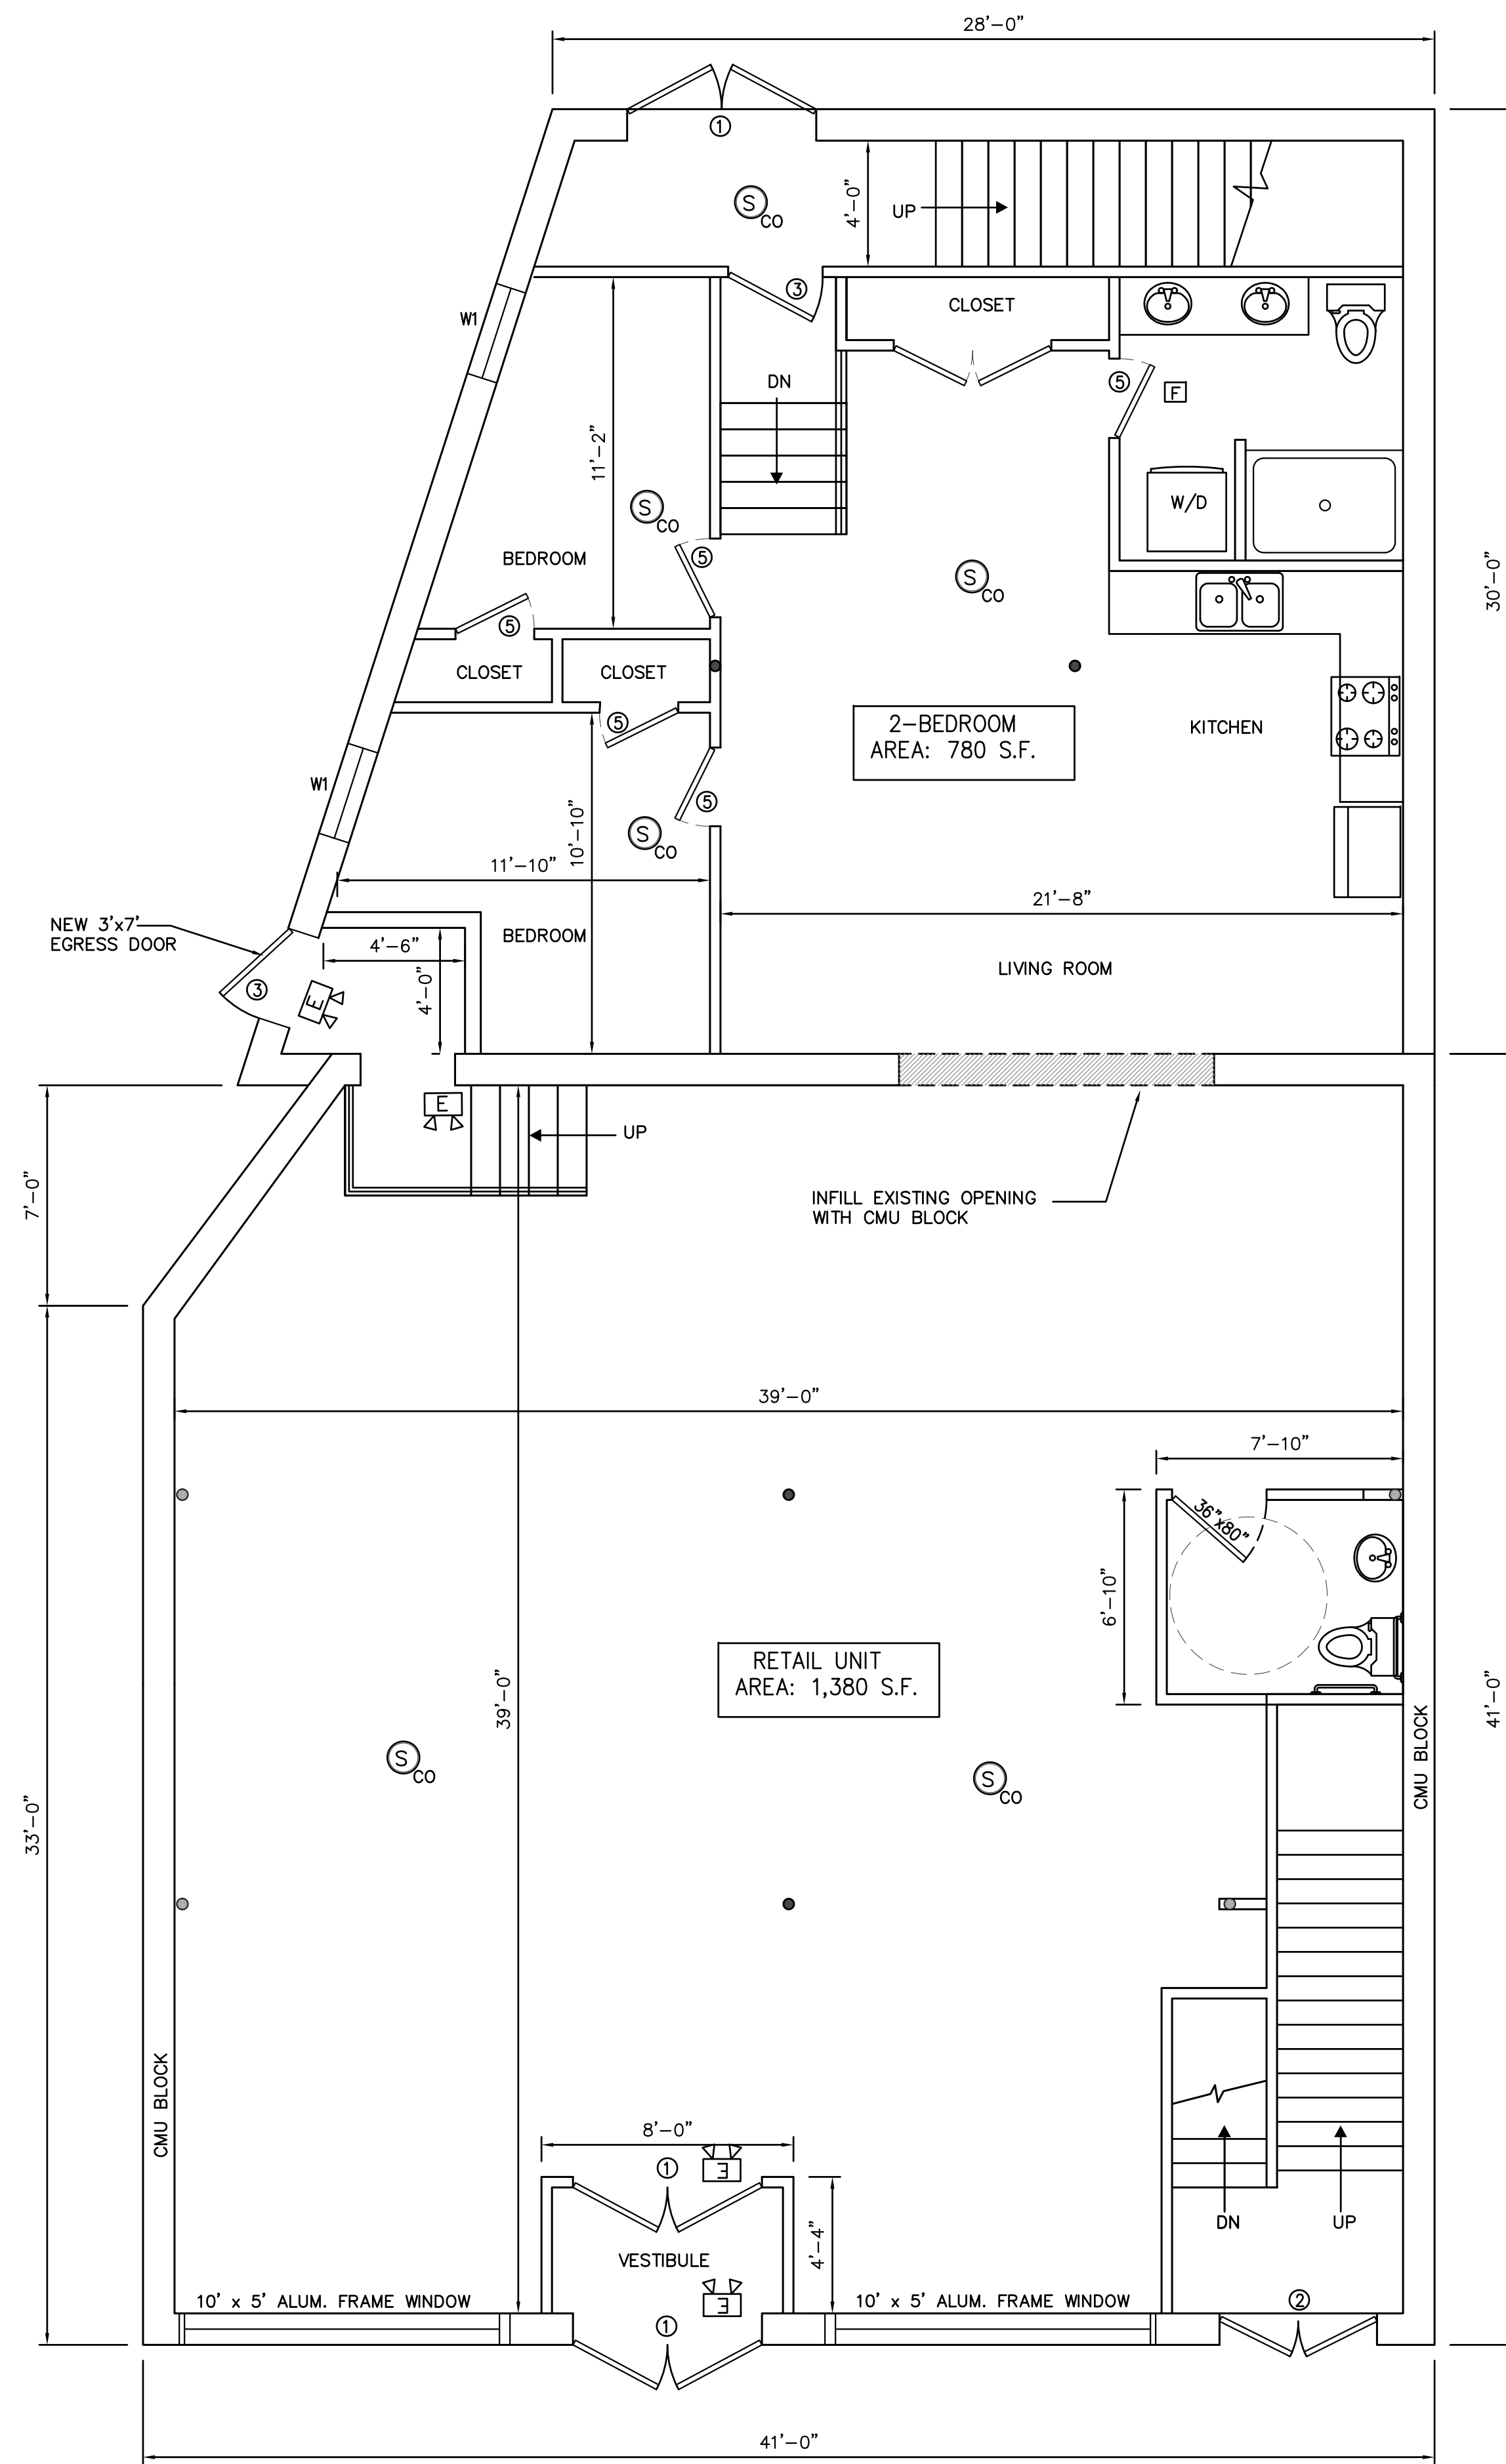 28'-0"
①
S
CO
4'-0"
UP
③
CLOSET
W1
DN
⑤
F
11'-2"
30'-0"
S
CO
W/D
BEDROOM
⑤
S
CO
⑤
CLOSET
CLOSET
⑤
2-BEDROOM
AREA: 780 S.F.
KITCHEN
W1
⑤
10'-10"
S
CO
11'-10"
21'-8"
NEW 3'x7'
EGRESS DOOR
4'-6"
BEDROOM
LIVING ROOM
③
E
4'-0"
E
UP
7'-0"
INFILL EXISTING OPENING
WITH CMU BLOCK
39'-0"
7'-10"
36"x80"
6'-10"
RETAIL UNIT
AREA: 1,380 S.F.
39'-0"
41'-0"
CMU BLOCK
S
CO
S
CO
33'-0"
CMU BLOCK
8'-0"
①
E
DN
UP
4'-4"
VESTIBULE
E
10' x 5' ALUM. FRAME WINDOW
10' x 5' ALUM. FRAME WINDOW
②
①
41'-0"